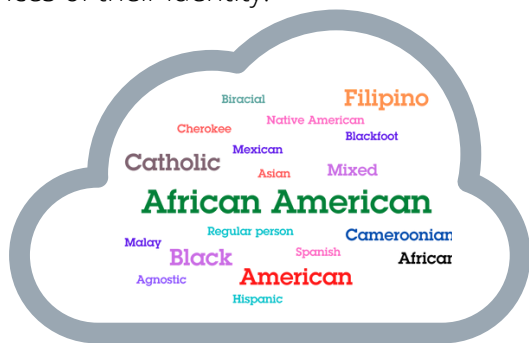 of their identity.
Biracial
Filipino
Native American
Cherokee
Blackfoot
Mexican
Catholic
Asian
Mixed
African American
Regular person
Cameroonian
Malay
Spanish
Black
African
Agnostic
American
Hispanic